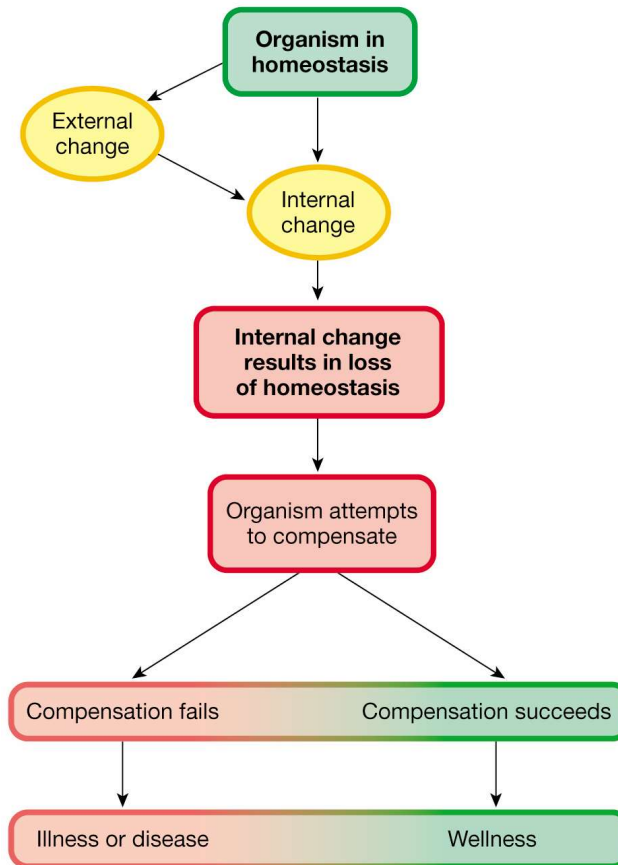 Organism in
homeostasis
External
change
Internal
change
Internal change
results in loss
of homeostasis
Organism attempts
to compensate
Compensation fails
Compensation succeeds
Illness or disease
Wellness